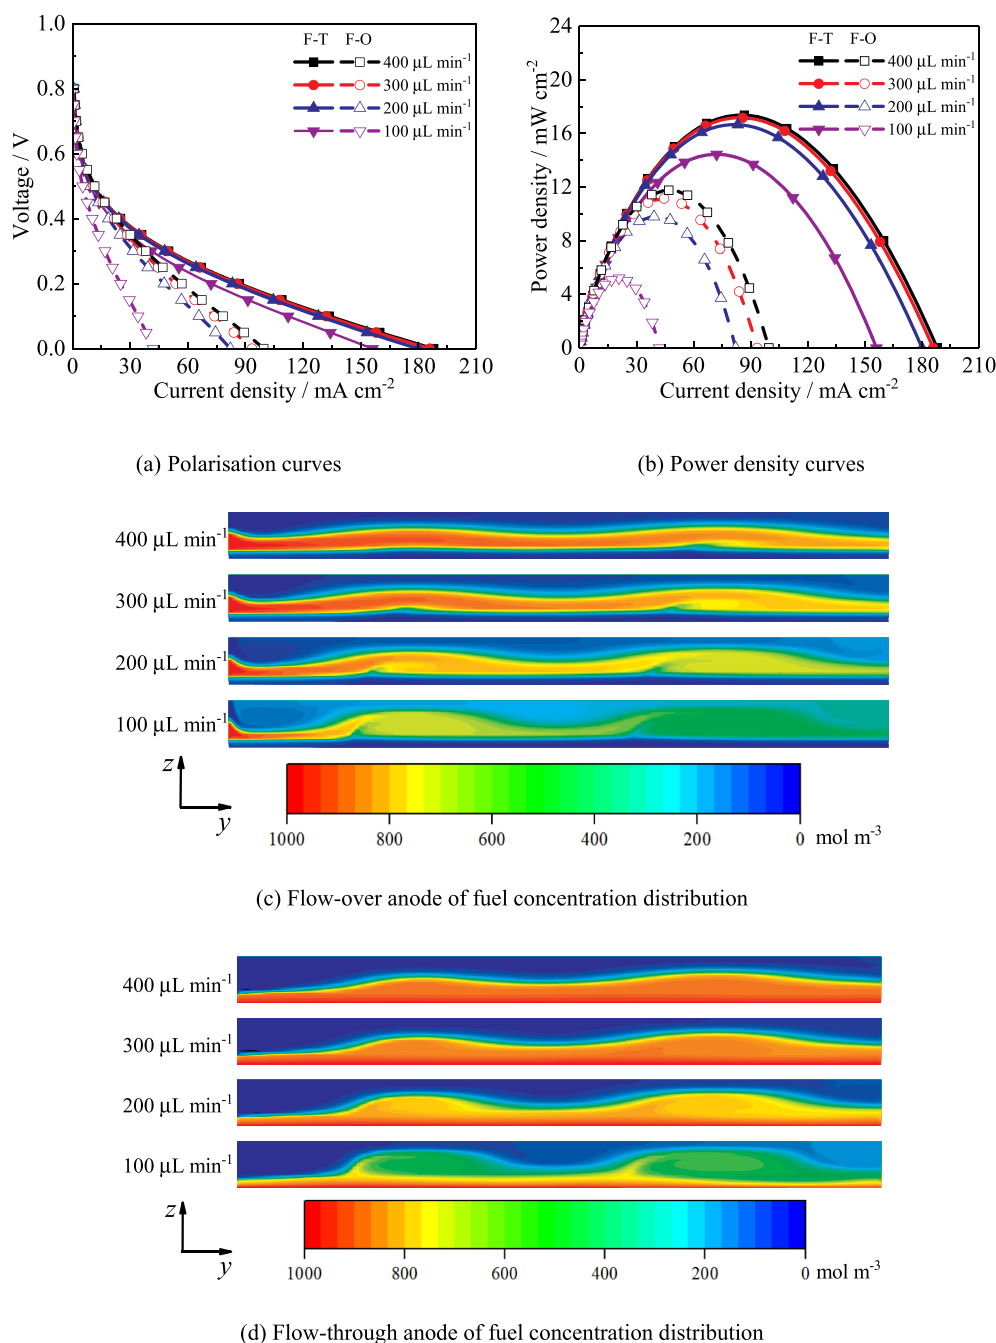 1.0
0.8
0.6
0.4
0.2
0.0
Voltage / V
F-T F-O
400 µL min-1
300 µL min-1
200 µL min-1
100 µL min-1
0 30 60 90 120 150 180 210
Current density / mA cm-2
24
20
16
12
8
4
0
Power density / mW cm-2
F-T F-O
400 µL min-1
300 µL min-1
200 µL min-1
100 µL min-1
0 30 60 90 120 150 180 210
Current density / mA cm-2
(a) Polarisation curves
(b) Power density curves
400 µL min-1
300 µL min-1
200 µL min-1
100 µL min-1
z
y
1000 800 600 400 200 0 mol m-3
(c) Flow-over anode of fuel concentration distribution
400 µL min-1
300 µL min-1
200 µL min-1
100 µL min-1
z
y
1000 800 600 400 200 0 mol m-3
(d) Flow-through anode of fuel concentration distribution